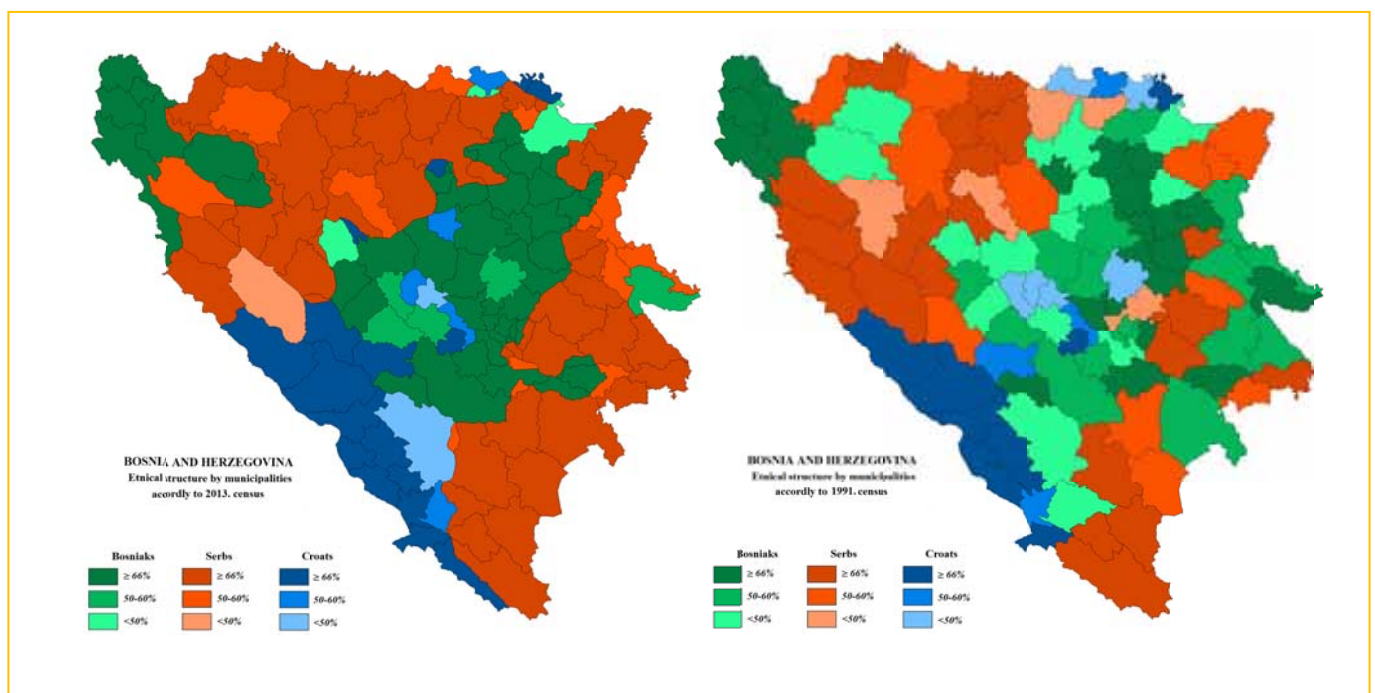 BOSNIA AND HERZEGOVINA
Etnical structure by municipalities
accordly to 2013. census
Bosniaks Serbs Croats
≥ 66% ≥ 66% ≥ 66%
50-60% 50-60% 50-60%
<50% <50% <50%
BOSNIA AND HERZEGOVINA
Etnical structure by municipalities
accordly to 1991. census
Bosniaks Serbs Croats
≥ 66% ≥ 66% ≥ 66%
50-60% 50-60% 50-60%
<50% <50% <50%